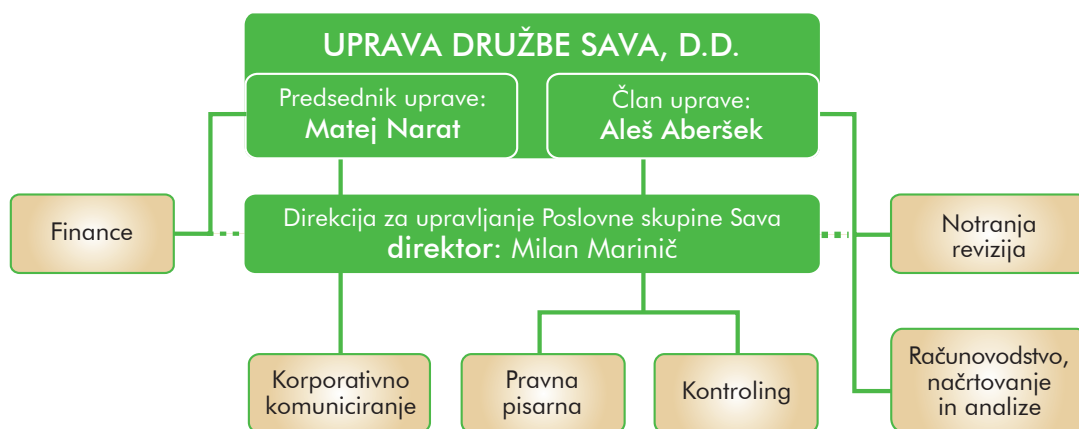 UPRAVA DRUŽBE SAVA, D.D.
Predsednik uprave:
Matej Narat
Član uprave:
Aleš Aberšek
Finance
Direkcija za upravljanje Poslovne skupine Sava
direktor: Milan Marinič
Notranja
revizija
Korporativno
komuniciranje
Pravna
pisarna
Kontroling
Računovodstvo,
načrtovanje
in analize